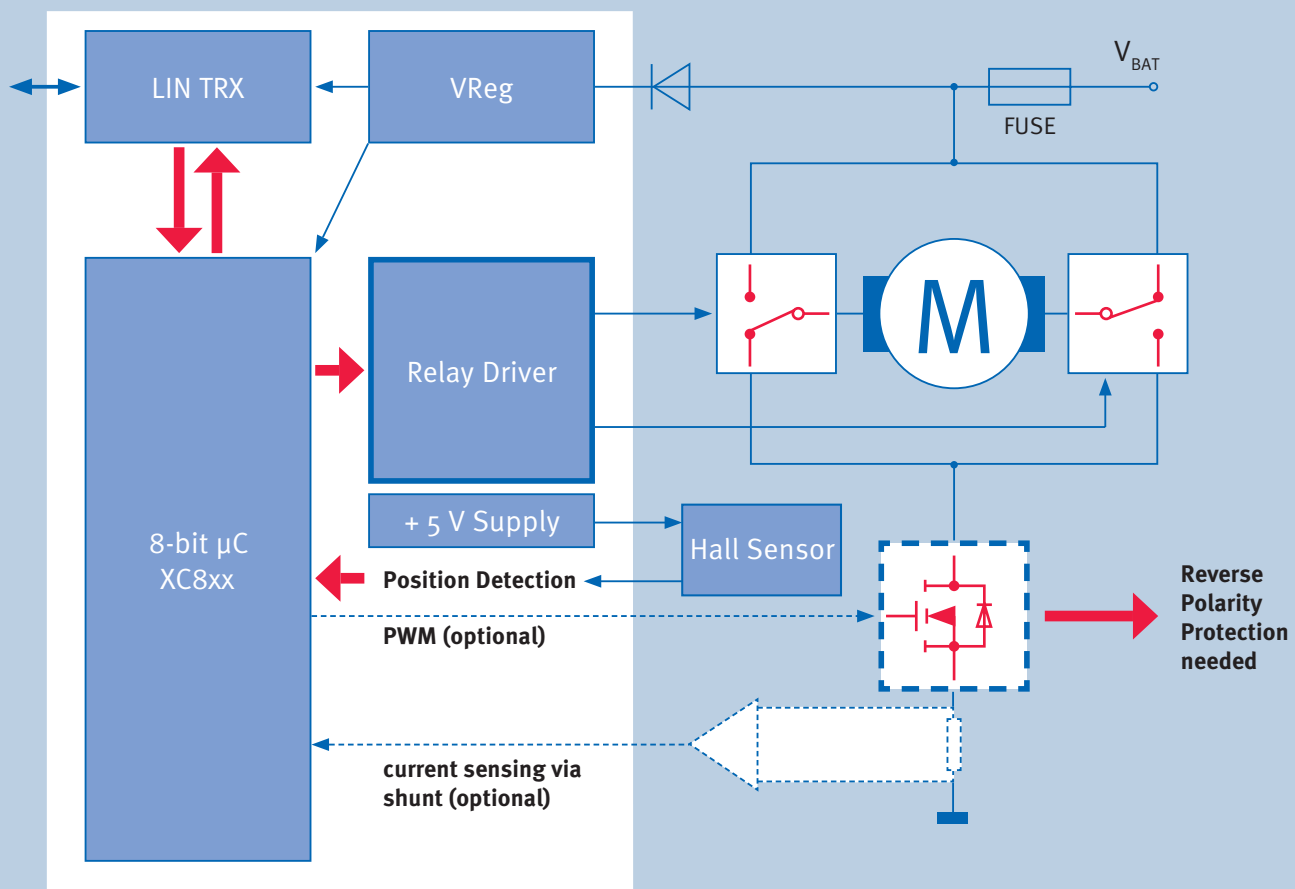 LIN TRX
VReg
V_BAT
FUSE
M
Relay Driver
+ 5 V Supply
8-bit µC
XC8xx
Hall Sensor
Position Detection
PWM (optional)
Reverse
Polarity
Protection
needed
current sensing via
shunt (optional)